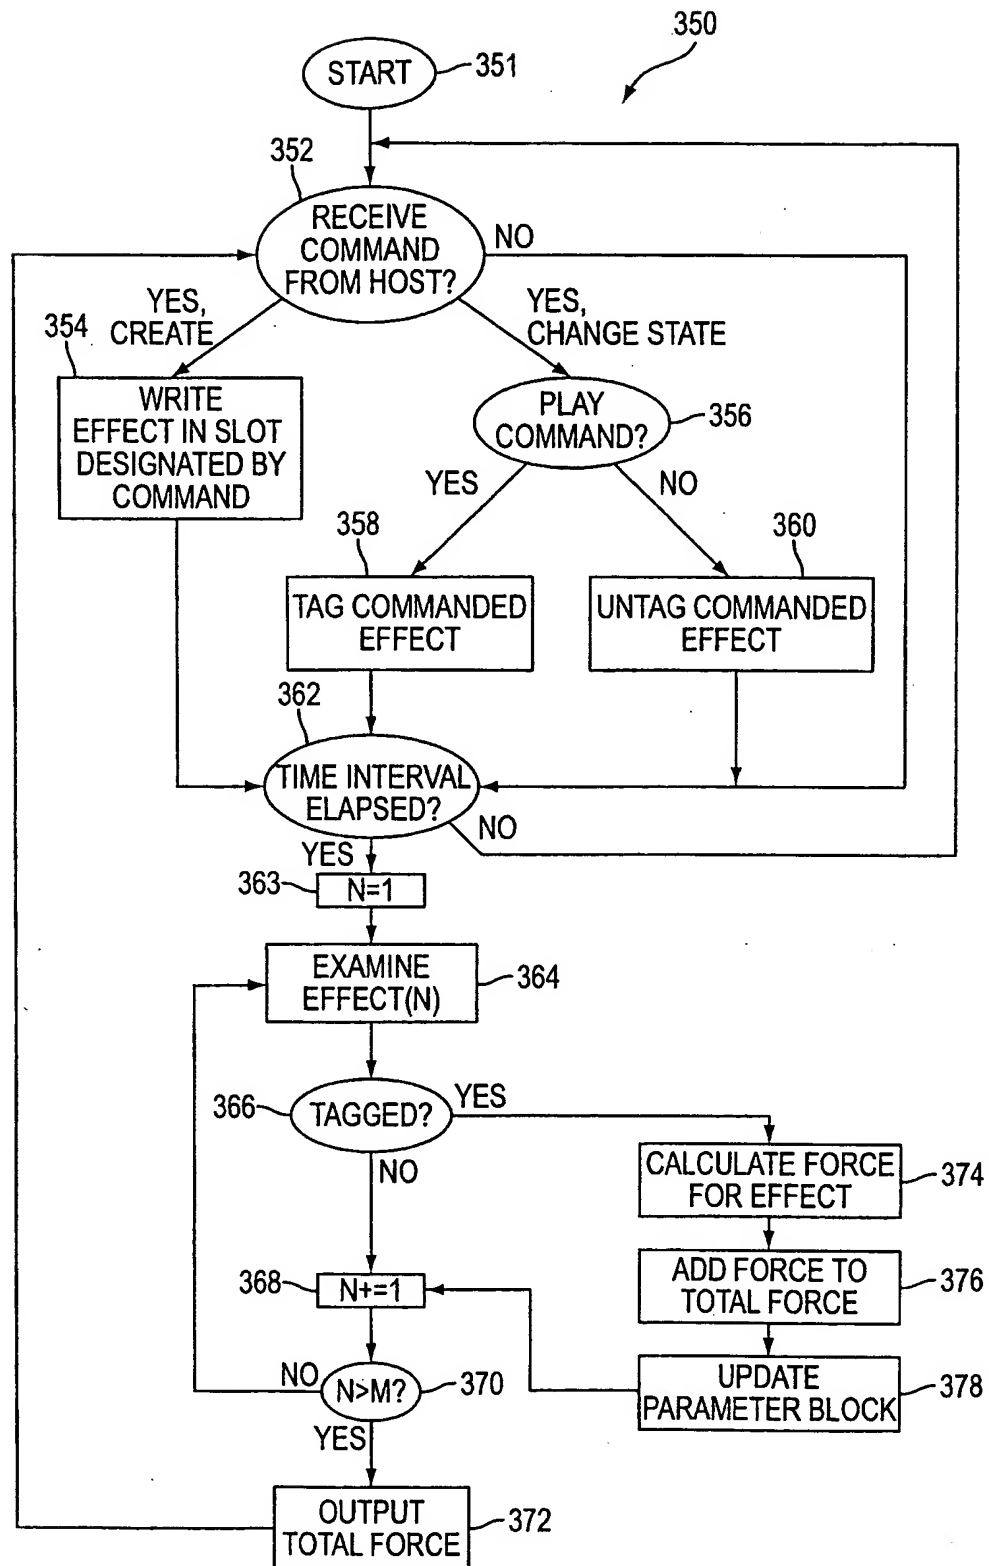 350
START
351
352
RECEIVE
COMMAND
FROM HOST?
NO
YES,
CREATE
YES,
CHANGE STATE
354
WRITE
EFFECT IN SLOT
DESIGNATED BY
COMMAND
PLAY
COMMAND?
356
YES
NO
358
360
TAG COMMANDED
EFFECT
UNTAG COMMANDED
EFFECT
362
TIME INTERVAL
ELAPSED?
NO
YES
363
N=1
EXAMINE
EFFECT(N)
364
366
TAGGED?
YES
NO
CALCULATE FORCE
FOR EFFECT
374
368
N+=1
ADD FORCE TO
TOTAL FORCE
376
NO
N>M?
370
UPDATE
PARAMETER BLOCK
378
YES
OUTPUT
TOTAL FORCE
372